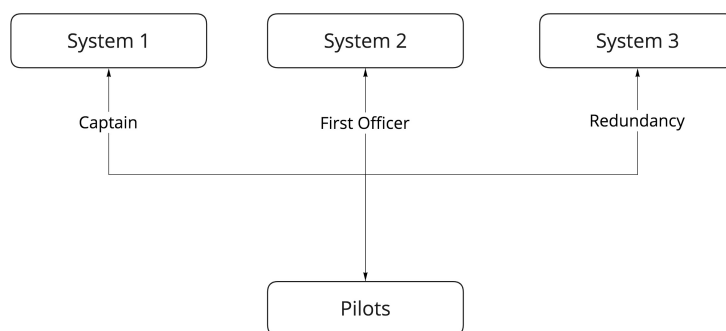 System 1
System 2
System 3
Captain
First Officer
Redundancy
Pilots